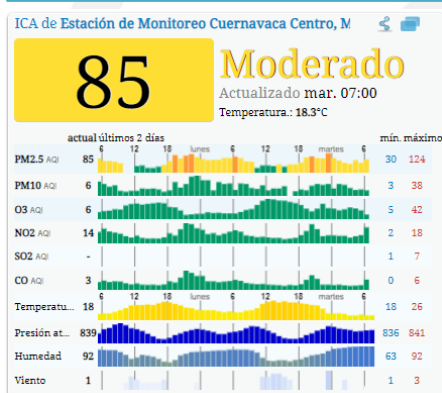 ICA de Estación de Monitoreo Cuernavaca Centro, M
85
Moderado
Actualizado mar. 07:00
Temperatura.: 18.3°C
actual últimos 2 días mín. máximo
6 12 18 lunes 6 12 18 martes 6
PM2.5 AQI 85 30 124
PM10 AQI 6 3 38
O3 AQI 6 5 42
NO2 AQI 14 2 18
SO2 AQI - 1 7
CO AQI 3 0 6
6 12 18 lunes 6 12 18 martes 6
Temperatu... 18 18 26
Presión at... 839 836 841
Humedad 92 63 92
Viento 1 1 3